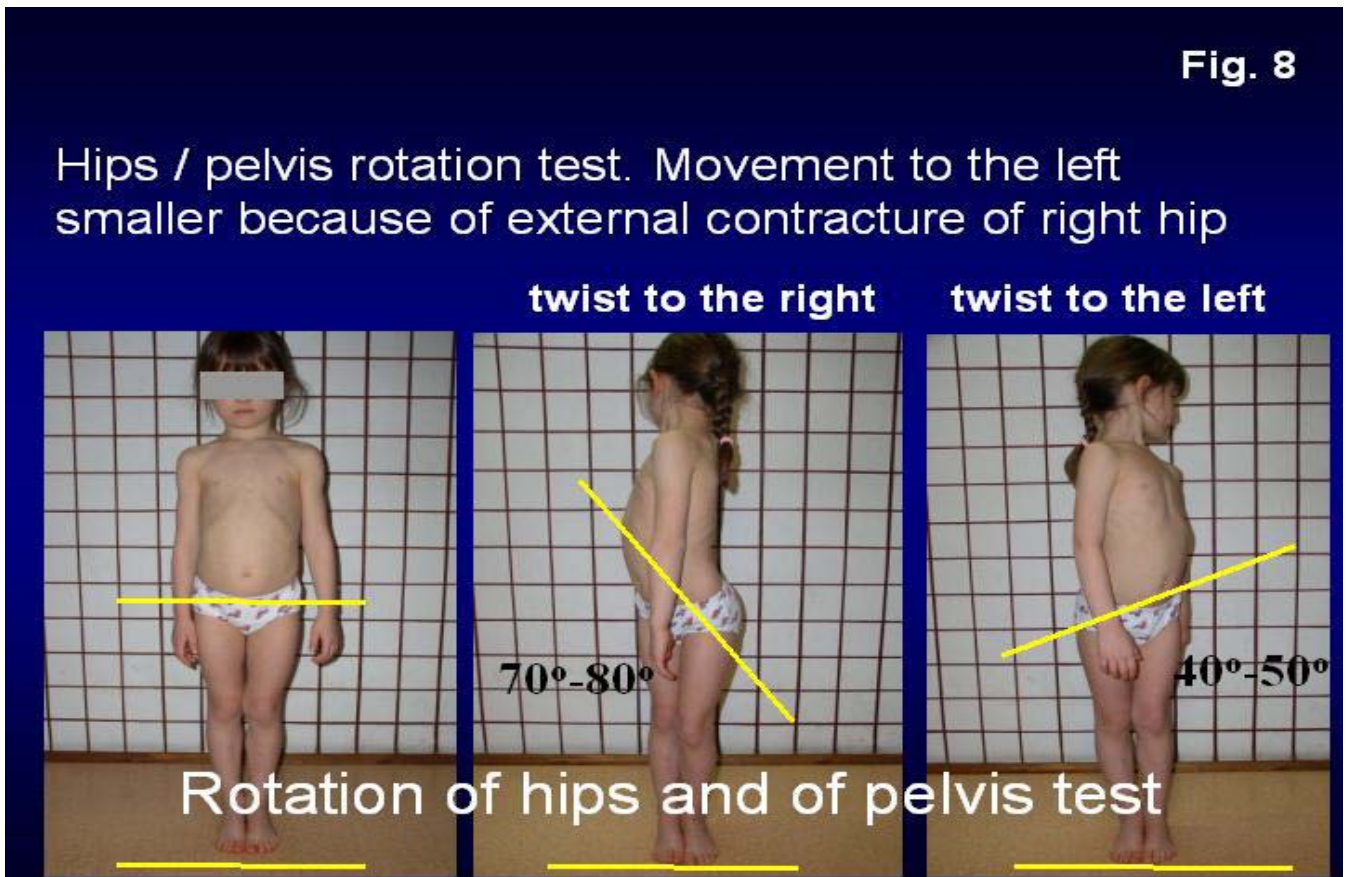 Fig. 8
Hips / pelvis rotation test. Movement to the left
smaller because of external contracture of right hip
twist to the right
twist to the left
70º-80º
40º-50º
Rotation of hips and of pelvis test